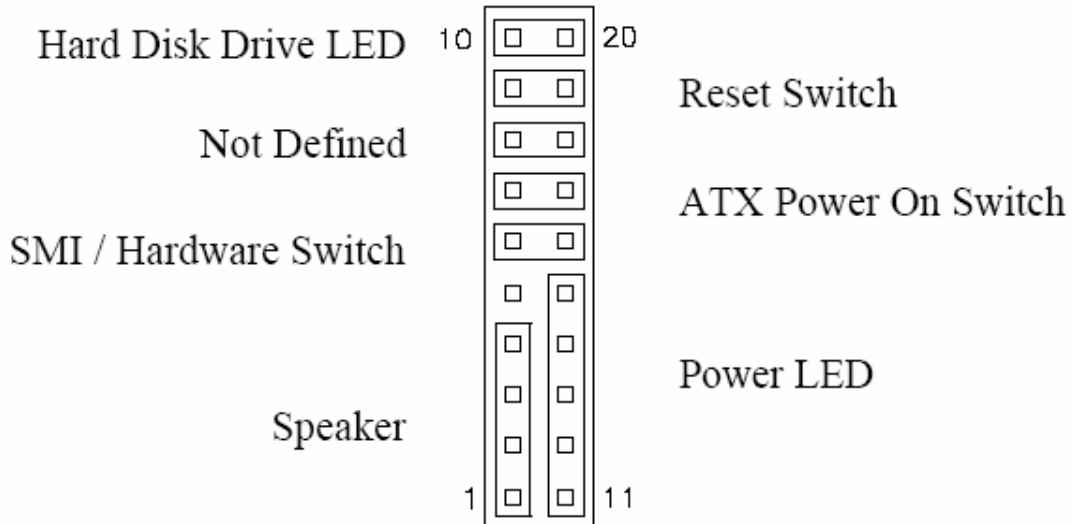 Hard Disk Drive LED 10 20
Reset Switch
Not Defined
ATX Power On Switch
SMI / Hardware Switch
Power LED
Speaker
1 11